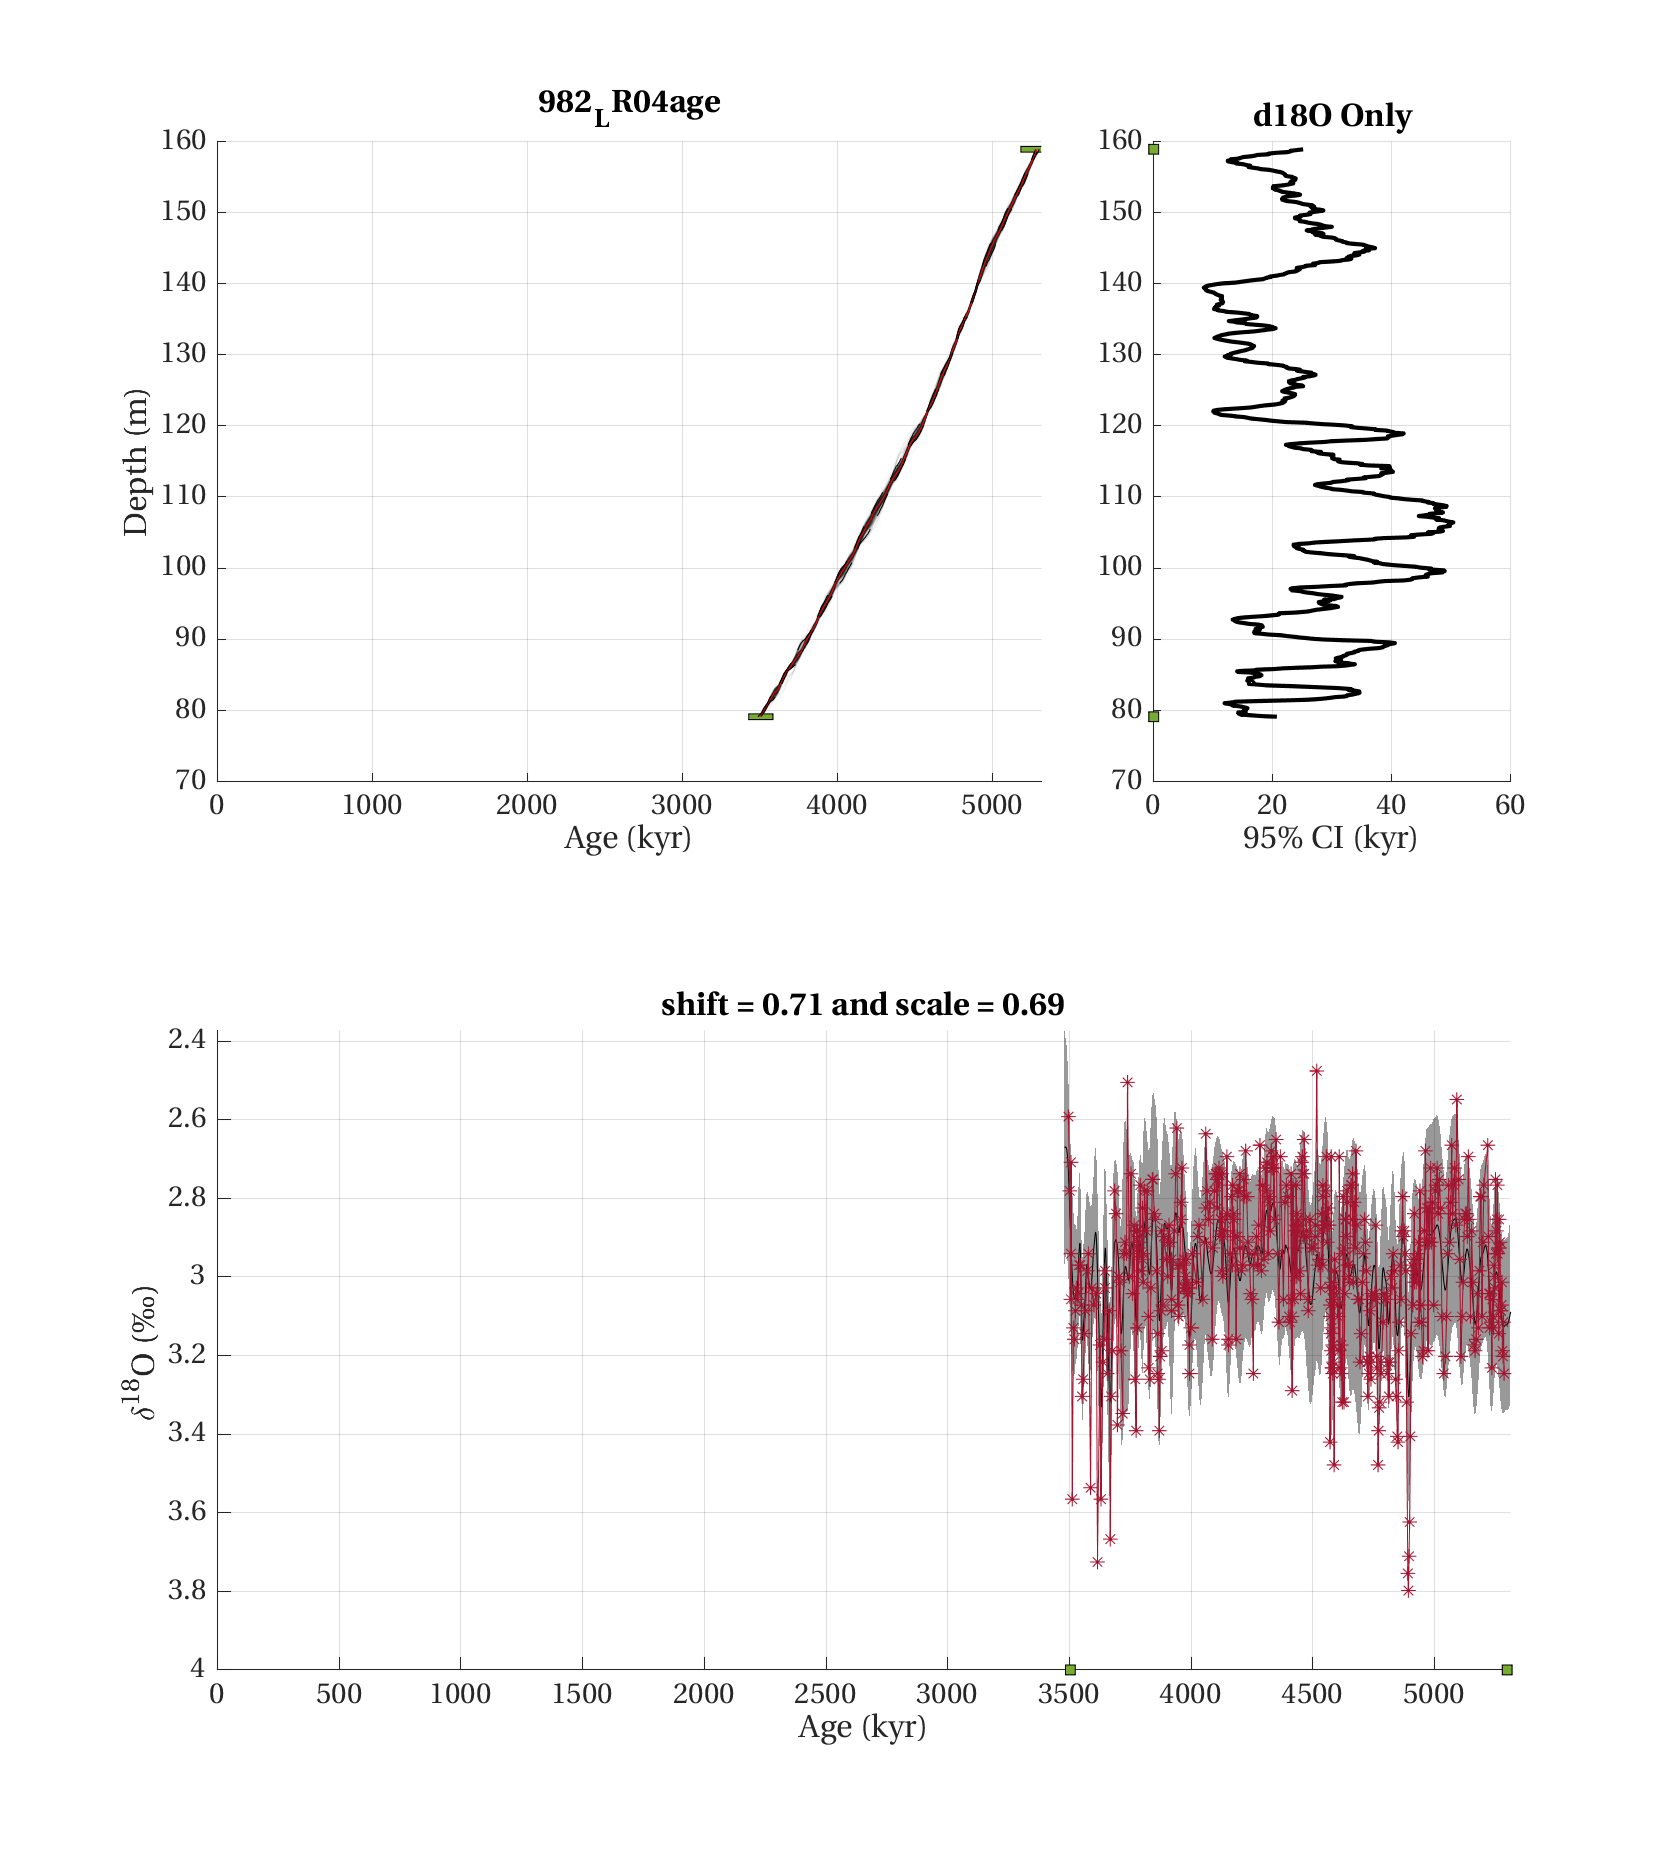 982LR04age
d18O Only
160
150
140
130
120
110
100
90
80
70
Depth (m)
0 1000 2000 3000 4000 5000
Age (kyr)
160
150
140
130
120
110
100
90
80
70
0 20 40 60
95% CI (kyr)
shift = 0.71 and scale = 0.69
2.4
2.6
2.8
3
3.2
3.4
3.6
3.8
4
δ18O (‰)
0 500 1000 1500 2000 2500 3000 3500 4000 4500 5000
Age (kyr)